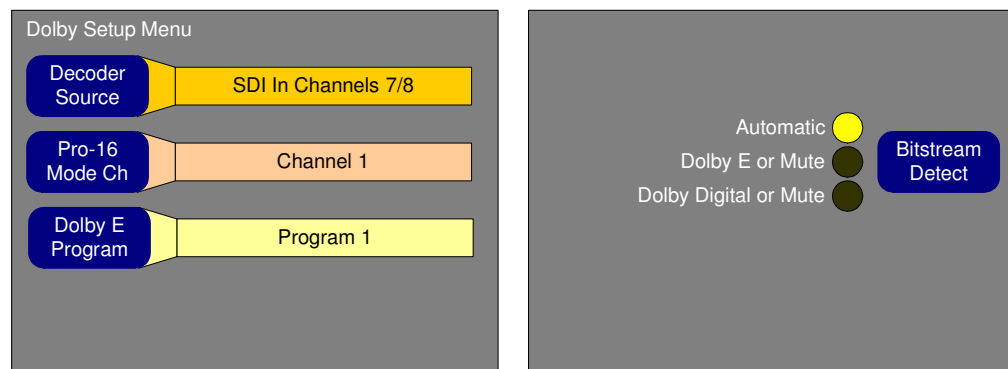 Dolby Setup Menu
Decoder
Source
SDI In Channels 7/8
Pro-16
Mode Ch
Channel 1
Dolby E
Program
Program 1
Automatic
Dolby E or Mute
Dolby Digital or Mute
Bitstream
Detect